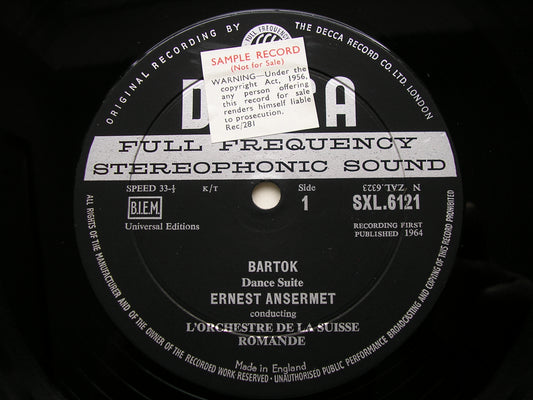 ORIGINAL RECORDING BY THE DECCA RECORD CO. LTD. LONDON
FULL FREQUENCY
SAMPLE RECORD
(Not for Sale)
WARNING—Under the
copyright Act, 1956,
any person offering
this record for sale
renders himself liable
to prosecution.
Rec/281
FULL FREQUENCY
STEREOPHONIC SOUND
SPEED 33-⅓ K/T Side N ZAL.6323
B.I.E.M. 1 SXL.6121
Universal Editions RECORDING FIRST
PUBLISHED 1964
BARTOK
Dance Suite
ERNEST ANSERMET
conducting
L'ORCHESTRE DE LA SUISSE
ROMANDE
Made in England
ALL RIGHTS OF THE MANUFACTURER AND OF THE OWNER OF THE RECORDED WORK RESERVED · UNAUTHORISED PUBLIC PERFORMANCE BROADCASTING AND COPYING OF THIS RECORD PROHIBITED